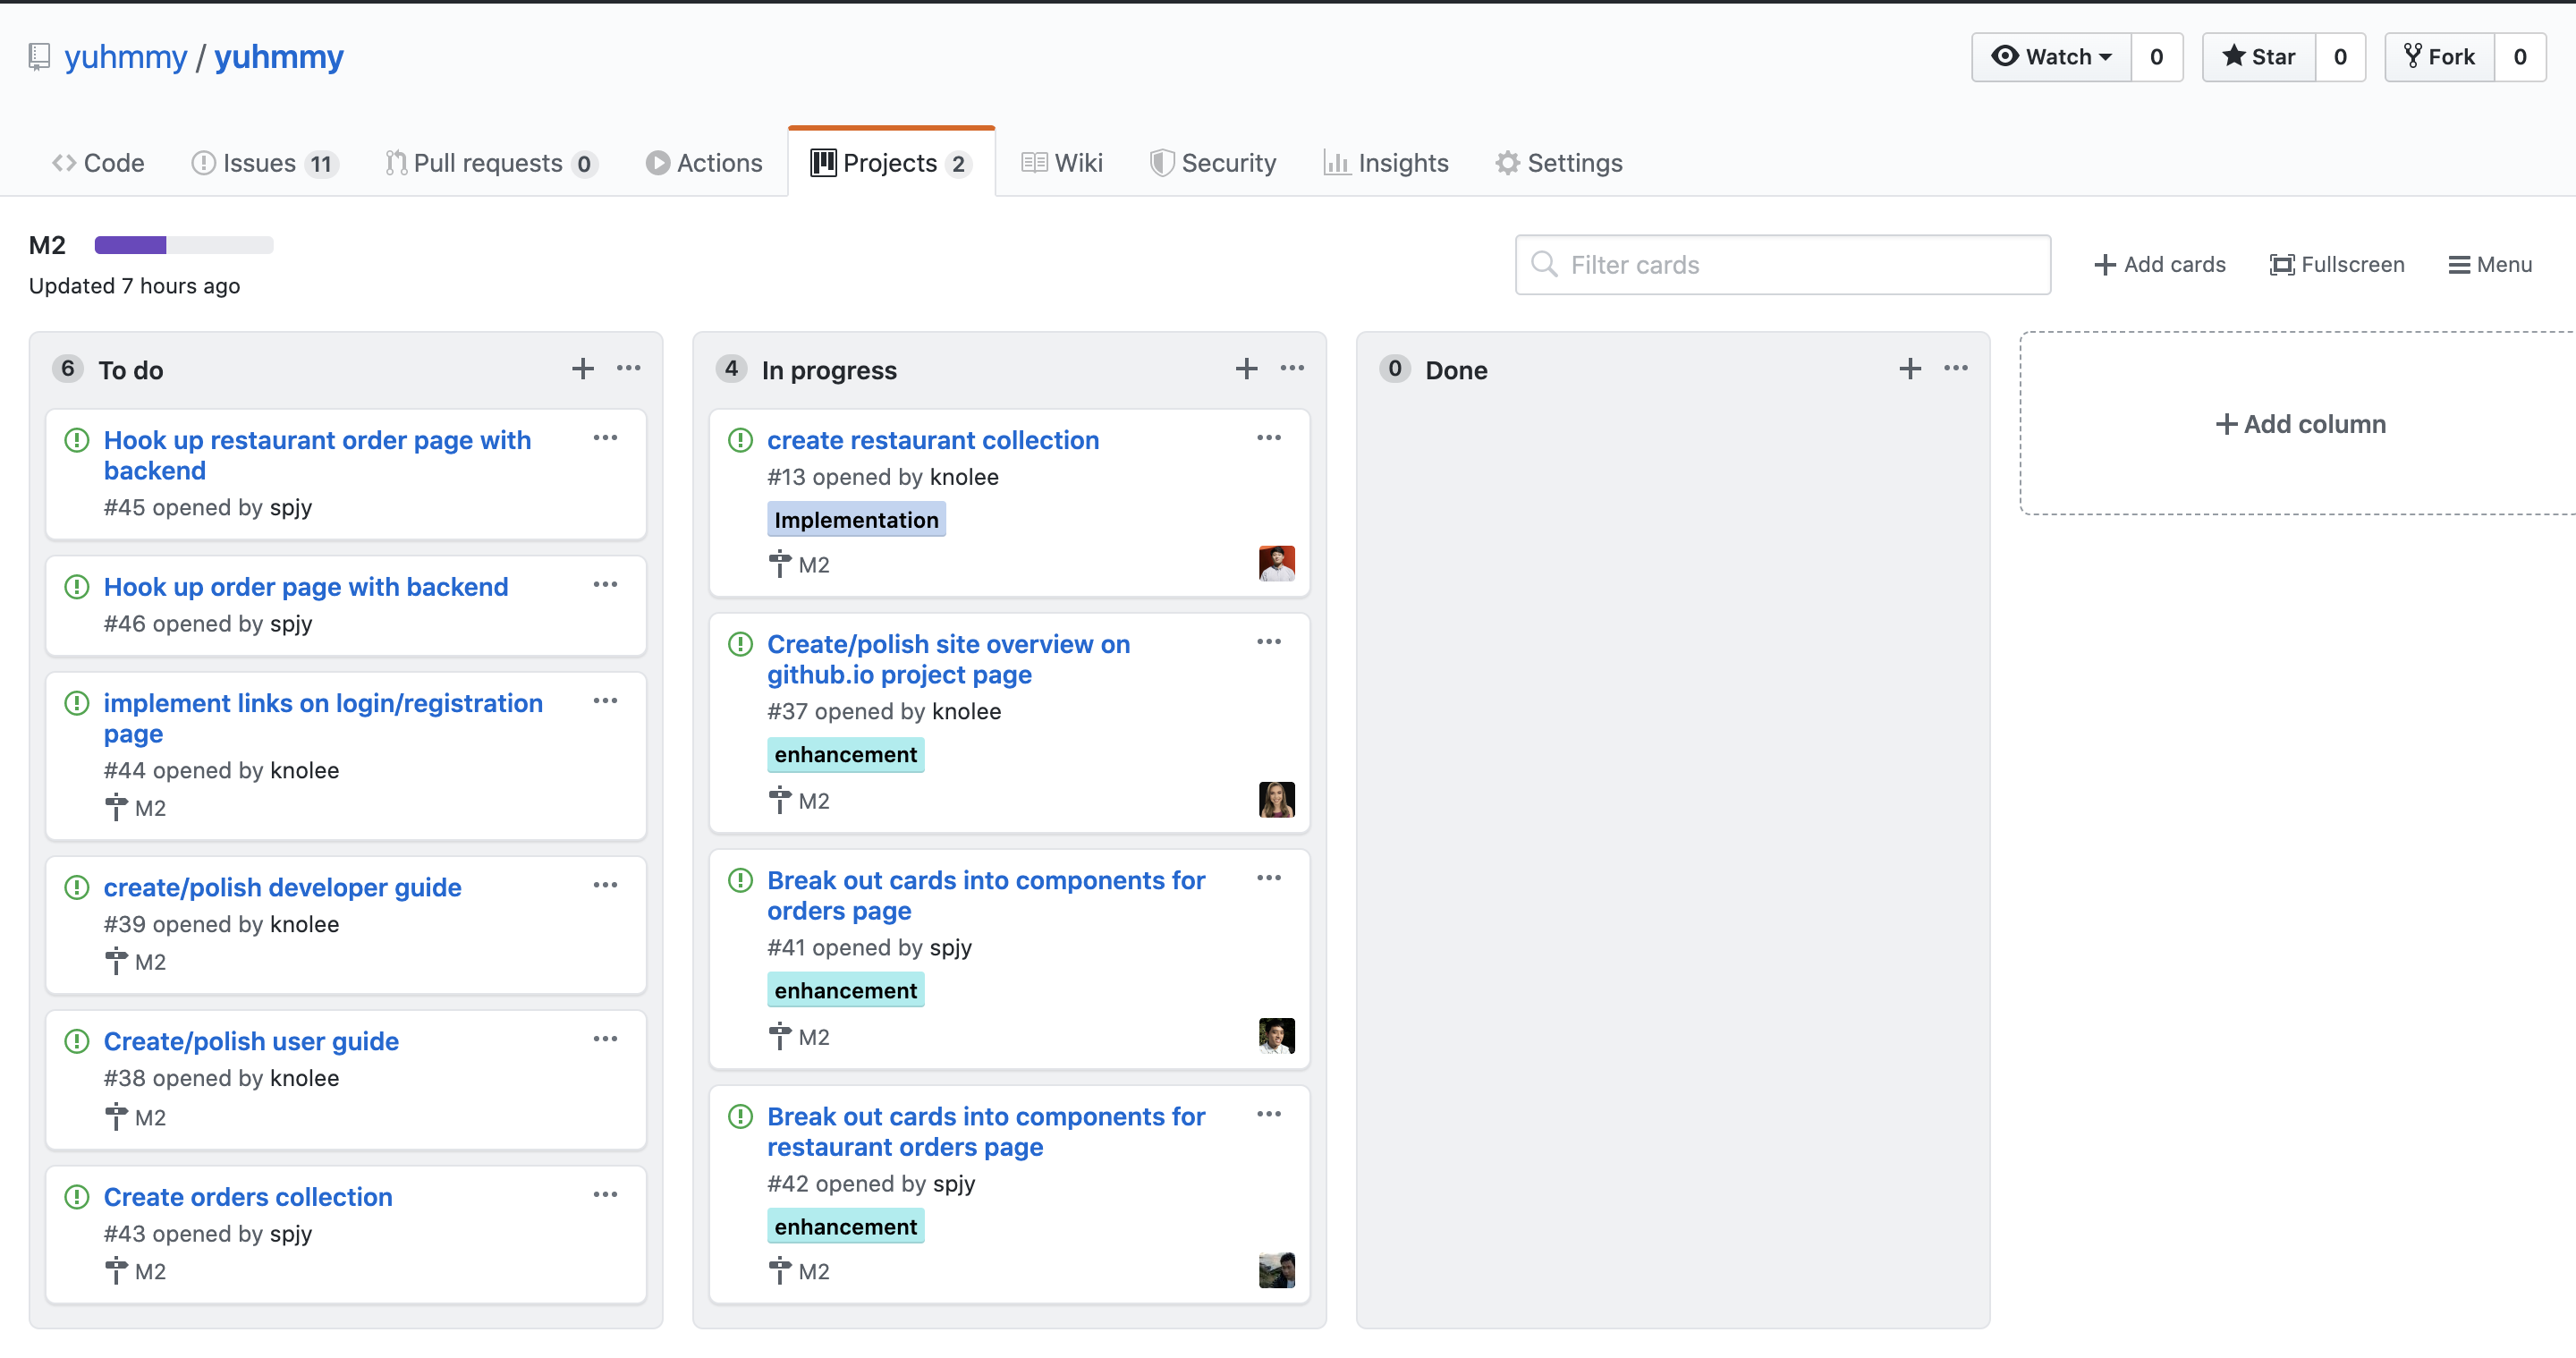 yuhmmy / yuhmmy
Watch 0 Star 0 Fork 0
Code Issues 11 Pull requests 0 Actions Projects 2 Wiki Security Insights Settings
M2
Updated 7 hours ago
Filter cards
Add cards Fullscreen Menu
6 To do
Hook up restaurant order page with
backend
#45 opened by spjy
Hook up order page with backend
#46 opened by spjy
implement links on login/registration
page
#44 opened by knolee
M2
create/polish developer guide
#39 opened by knolee
M2
Create/polish user guide
#38 opened by knolee
M2
Create orders collection
#43 opened by spjy
M2
4 In progress
create restaurant collection
#13 opened by knolee
Implementation
M2
Create/polish site overview on
github.io project page
#37 opened by knolee
enhancement
M2
Break out cards into components for
orders page
#41 opened by spjy
enhancement
M2
Break out cards into components for
restaurant orders page
#42 opened by spjy
enhancement
M2
0 Done
Add column